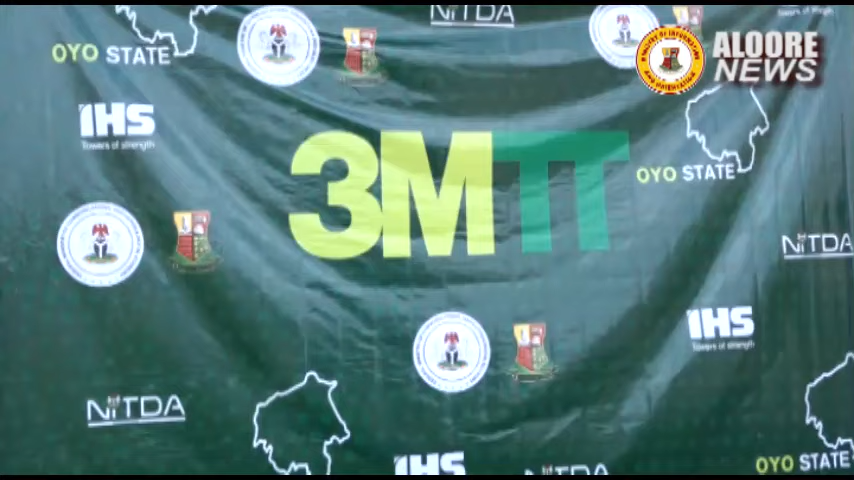 NiTDA
OYO STATE
ALOORE
NEWS
IHS
Towers of strength
3MTT
OYO STATE
NiTDA
IHS
Towers of strength
NiTDA
IHS
NiTDA
OYO STATE